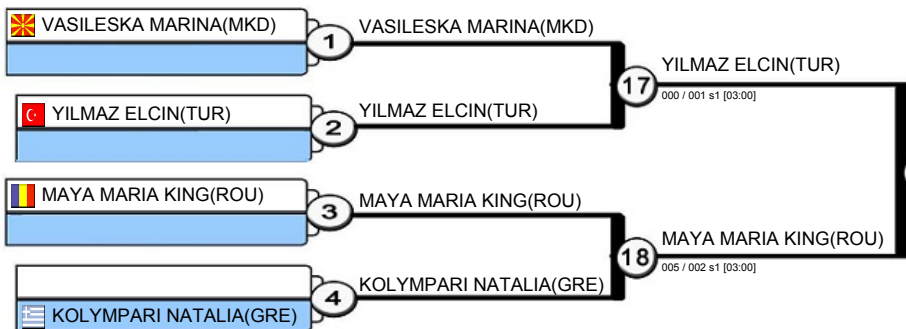 VASILESKA MARINA(MKD)
1
VASILESKA MARINA(MKD)
YILMAZ ELCIN(TUR)
2
YILMAZ ELCIN(TUR)
17
YILMAZ ELCIN(TUR)
000 / 001 s1 [03:00]
MAYA MARIA KING(ROU)
3
MAYA MARIA KING(ROU)
KOLYMPARI NATALIA(GRE)
4
KOLYMPARI NATALIA(GRE)
18
MAYA MARIA KING(ROU)
005 / 002 s1 [03:00]